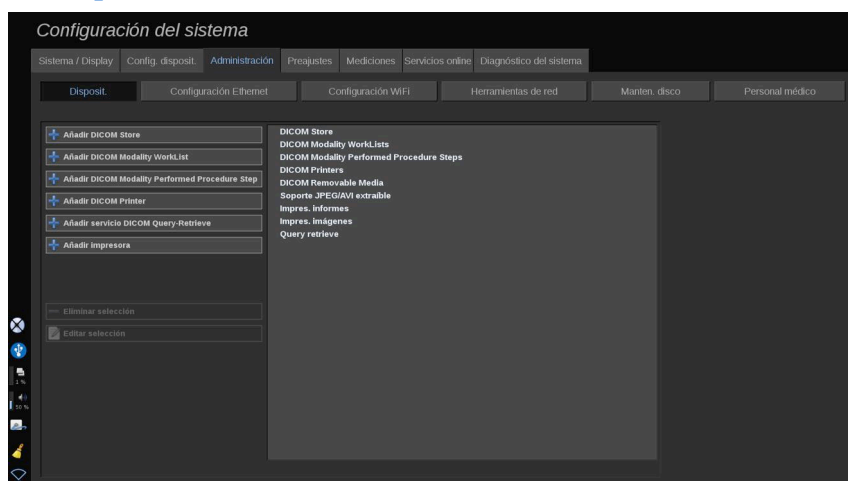 Configuración del sistema
Sistema / Display Config. disposit. Administración Preajustes Mediciones Servicios online Diagnóstico del sistema
Disposit. Configuración Ethernet Configuración WiFi Herramientas de red Manten. disco Personal médico
Añadir DICOM Store
Añadir DICOM Modality WorkList
Añadir DICOM Modality Performed Procedure Step
Añadir DICOM Printer
Añadir servicio DICOM Query-Retrieve
Añadir impresora
Eliminar selección
Editar selección
DICOM Store
DICOM Modality WorkLists
DICOM Modality Performed Procedure Steps
DICOM Printers
DICOM Removable Media
Soporte JPEG/AVI extraíble
Impres. informes
Impres. imágenes
Query retrieve
1 %
50 %